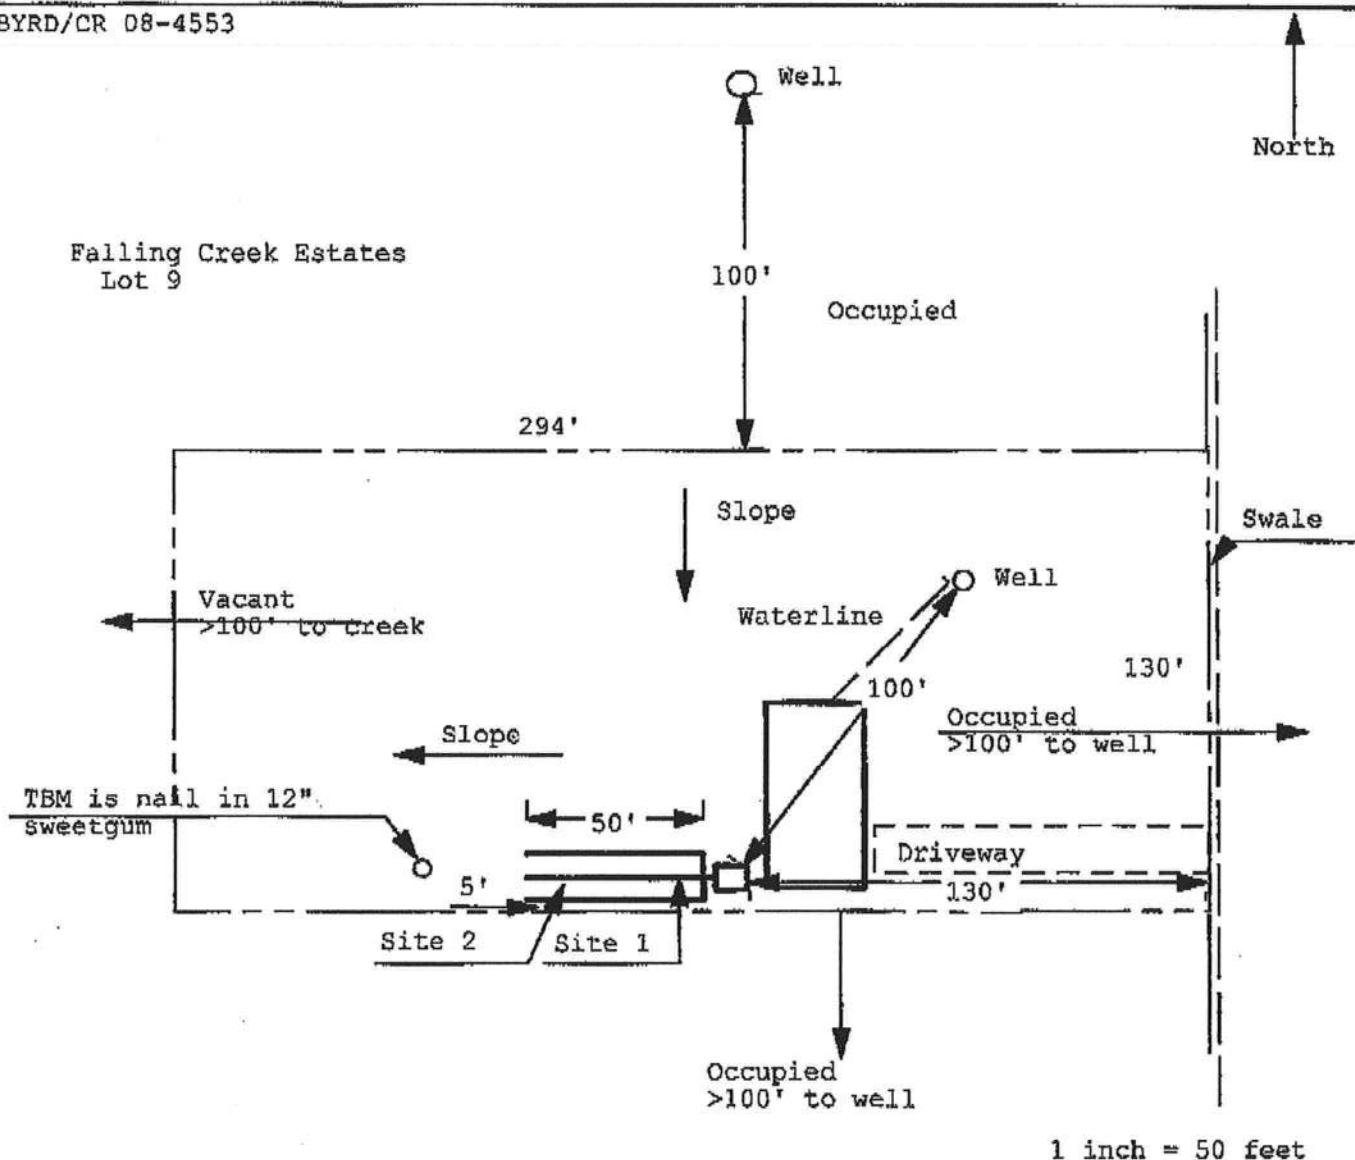 BYRD/CR 08-4553
Well
North
Falling Creek Estates
Lot 9
100'
Occupied
294'
Slope
Swale
Well
Vacant
>100' to creek
Waterline
130'
100'
Occupied
>100' to well
Slope
TBM is nail in 12"
sweetgum
50'
Driveway
5'
130'
Site 2
Site 1
Occupied
>100' to well
1 inch = 50 feet